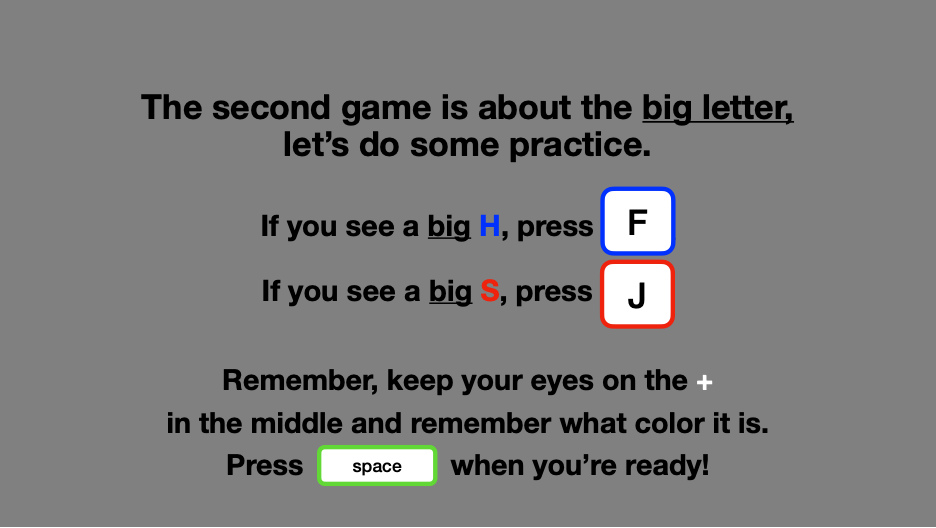 The second game is about the big letter,
let’s do some practice.
If you see a big H, press F
If you see a big S, press J
Remember, keep your eyes on the +
in the middle and remember what color it is.
Press space when you’re ready!